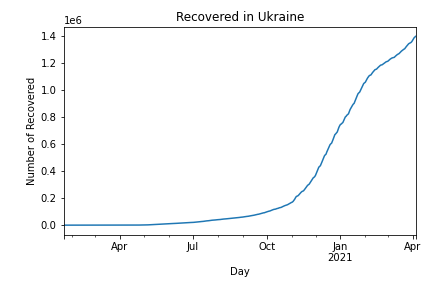 Recovered in Ukraine
1e6
1.4
1.2
1.0
0.8
0.6
0.4
0.2
0.0
Number of Recovered
Apr
Jul
Oct
Jan
2021
Apr
Day